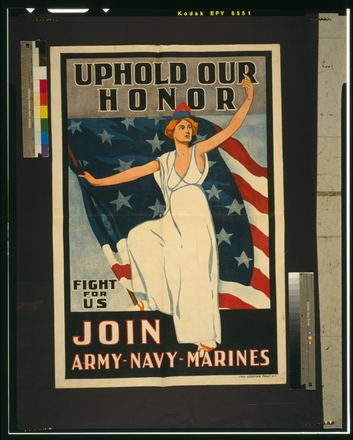 Kodak EPY 6551
UPHOLD OUR
HONOR
FIGHT
FOR
US
JOIN
ARMY-NAVY-MARINES